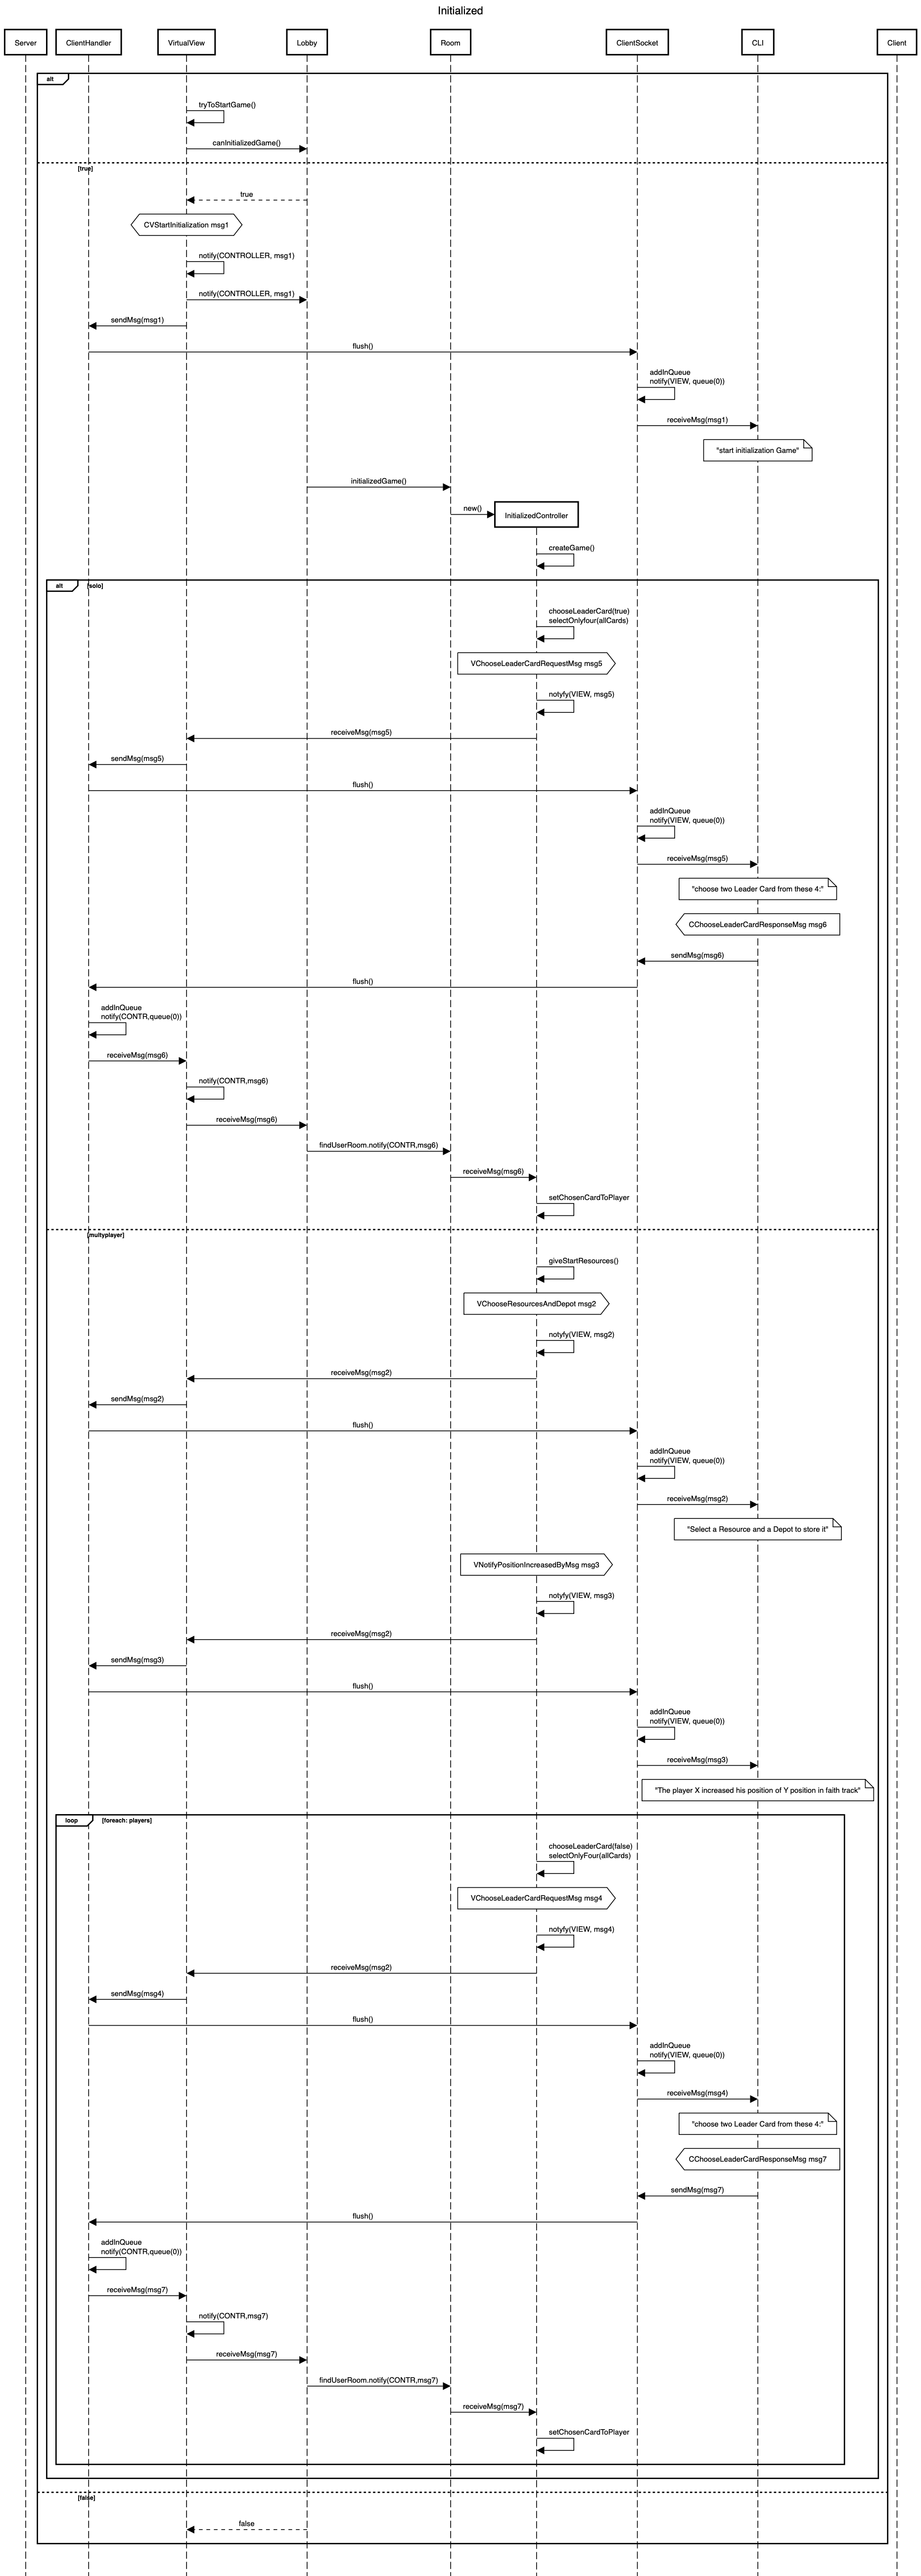 Initialized
Server
ClientHandler
VirtualView
Lobby
Room
ClientSocket
CLI
Client
alt
tryToStartGame()
canInitializedGame()
[true]
true
CVStartInitialization msg1
notify(CONTROLLER, msg1)
notify(CONTROLLER, msg1)
sendMsg(msg1)
flush()
addInQueue
notify(VIEW, queue(0))
receiveMsg(msg1)
"start initialization Game"
initializedGame()
new()
InitializedController
createGame()
alt
[solo]
chooseLeaderCard(true)
selectOnlyfour(allCards)
VChooseLeaderCardRequestMsg msg5
notyfy(VIEW, msg5)
receiveMsg(msg5)
sendMsg(msg5)
flush()
addInQueue
notify(VIEW, queue(0))
receiveMsg(msg5)
"choose two Leader Card from these 4:"
CChooseLeaderCardResponseMsg msg6
sendMsg(msg6)
flush()
addInQueue
notify(CONTR,queue(0))
receiveMsg(msg6)
notify(CONTR,msg6)
receiveMsg(msg6)
findUserRoom.notify(CONTR,msg6)
receiveMsg(msg6)
setChosenCardToPlayer
[multyplayer]
giveStartResources()
VChooseResourcesAndDepot msg2
notyfy(VIEW, msg2)
receiveMsg(msg2)
sendMsg(msg2)
flush()
addInQueue
notify(VIEW, queue(0))
receiveMsg(msg2)
"Select a Resource and a Depot to store it"
VNotifyPositionIncreasedByMsg msg3
notyfy(VIEW, msg3)
receiveMsg(msg2)
sendMsg(msg3)
flush()
addInQueue
notify(VIEW, queue(0))
receiveMsg(msg3)
"The player X increased his position of Y position in faith track"
loop
[foreach: players]
chooseLeaderCard(false)
selectOnlyFour(allCards)
VChooseLeaderCardRequestMsg msg4
notyfy(VIEW, msg4)
receiveMsg(msg2)
sendMsg(msg4)
flush()
addInQueue
notify(VIEW, queue(0))
receiveMsg(msg4)
"choose two Leader Card from these 4:"
CChooseLeaderCardResponseMsg msg7
sendMsg(msg7)
flush()
addInQueue
notify(CONTR,queue(0))
receiveMsg(msg7)
notify(CONTR,msg7)
receiveMsg(msg7)
findUserRoom.notify(CONTR,msg7)
receiveMsg(msg7)
setChosenCardToPlayer
[false]
false